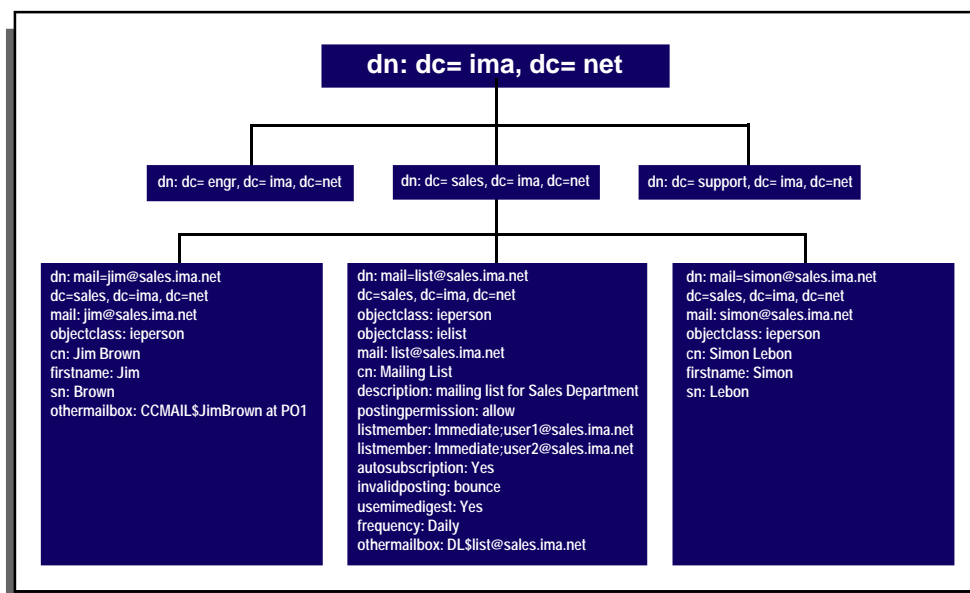 dn: dc= ima, dc= net
dn: dc= engr, dc= ima, dc=net
dn: dc= sales, dc= ima, dc=net
dn: dc= support, dc= ima, dc=net
dn: mail=jim@sales.ima.net
dc=sales, dc=ima, dc=net
mail: jim@sales.ima.net
objectclass: ieperson
cn: Jim Brown
firstname: Jim
sn: Brown
othermailbox: CCMAIL$JimBrown at PO1
dn: mail=list@sales.ima.net
dc=sales, dc=ima, dc=net
objectclass: ieperson
objectclass: ielist
mail: list@sales.ima.net
cn: Mailing List
description: mailing list for Sales Department
postingpermission: allow
listmember: Immediate;user1@sales.ima.net
listmember: Immediate;user2@sales.ima.net
autosubscription: Yes
invalidposting: bounce
usemimedigest: Yes
frequency: Daily
othermailbox: DL$list@sales.ima.net
dn: mail=simon@sales.ima.net
dc=sales, dc=ima, dc=net
mail: simon@sales.ima.net
objectclass: ieperson
cn: Simon Lebon
firstname: Simon
sn: Lebon